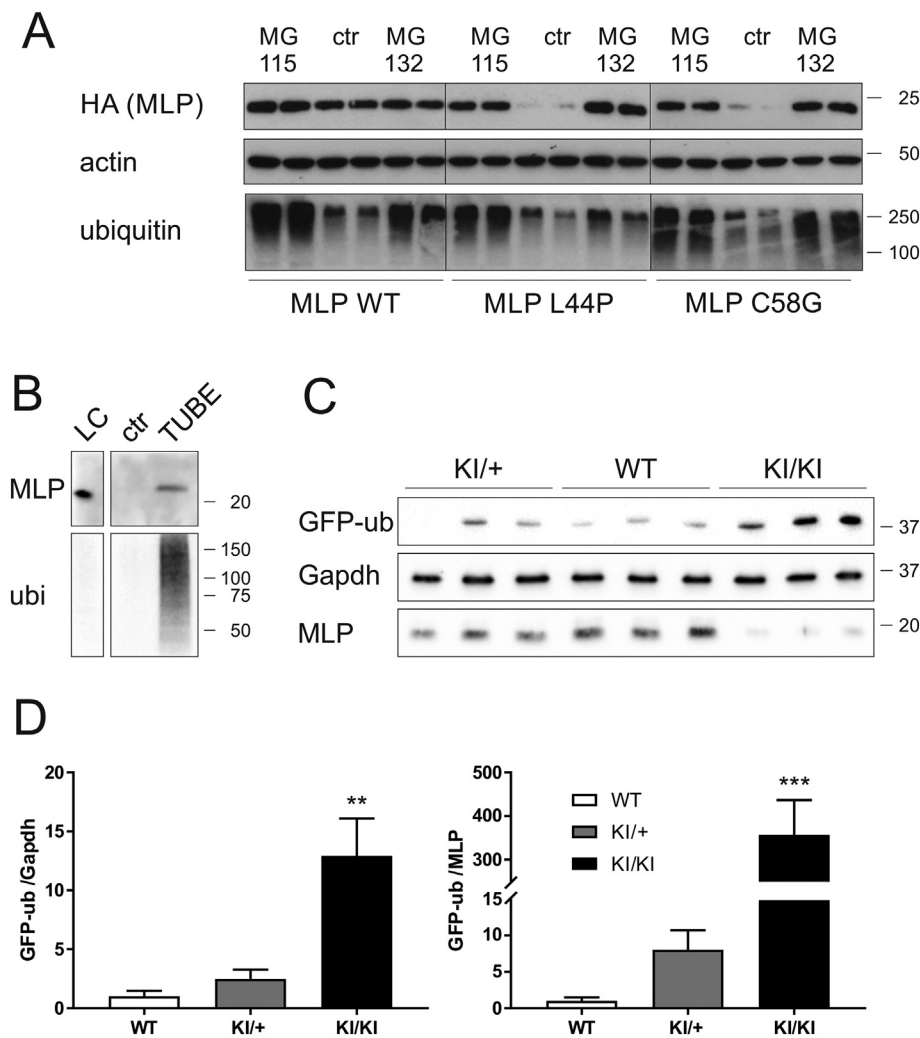 A
MG 115 ctr MG 132 MG 115 ctr MG 132 MG 115 ctr MG 132
HA (MLP) 25
actin 50
ubiquitin 250
100
MLP WT MLP L44P MLP C58G
B
LC ctr TUBE
MLP 20
ubi 150
100
75
50
C
KI/+ WT KI/KI
GFP-ub 37
Gapdh 37
MLP 20
D
GFP-ub /Gapdh
20
15
10
5
0
**
WT KI/+ KI/KI
GFP-ub /MLP
500
400
300
15
10
5
0
WT
KI/+
KI/KI
***
WT KI/+ KI/KI